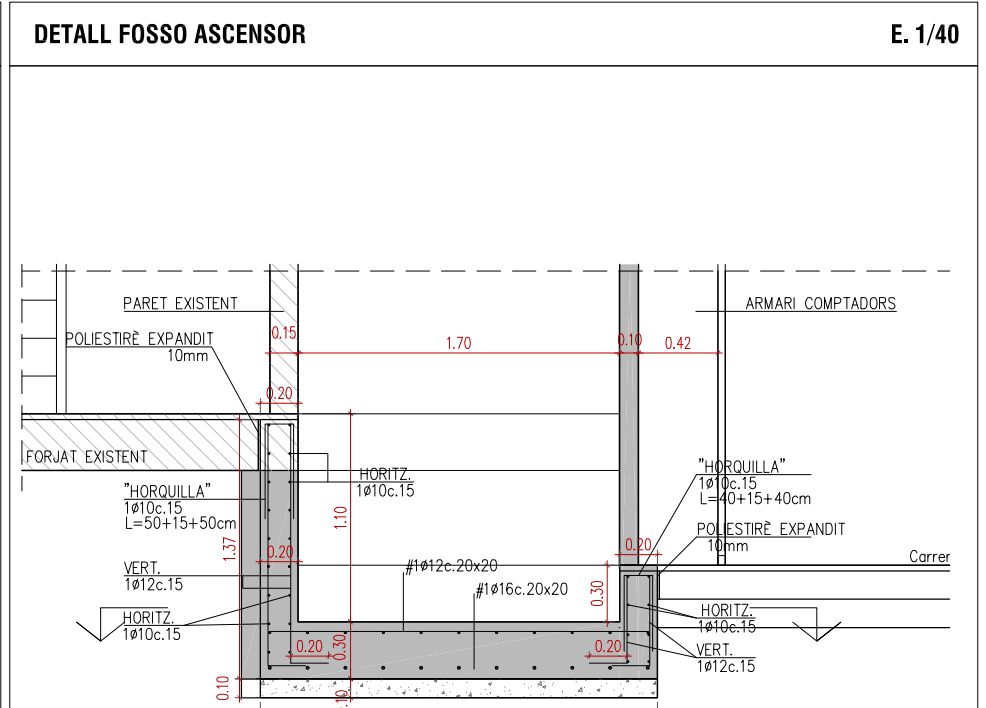 DETALL FOSSO ASCENSOR
E. 1/40
PARET EXISTENT
ARMARI COMPTADORS
POLIESTIRÈ EXPANDIT
10mm
0.15
1.70
0.10
0.42
0.20
FORJAT EXISTENT
HORITZ.
1ø10c.15
"HORQUILLA"
1ø10c.15
L=50+15+50cm
"HORQUILLA"
1ø10c.15
L=40+15+40cm
1.10
1.37
POLIESTIRÈ EXPANDIT
10mm
0.20
0.20
Carrer
VERT.
1ø12c.15
#1ø12c.20x20
#1ø16c.20x20
0.30
HORITZ.
1ø10c.15
HORITZ.
1ø10c.15
0.20
0.30
0.20
VERT.
1ø12c.15
0.10
0.10